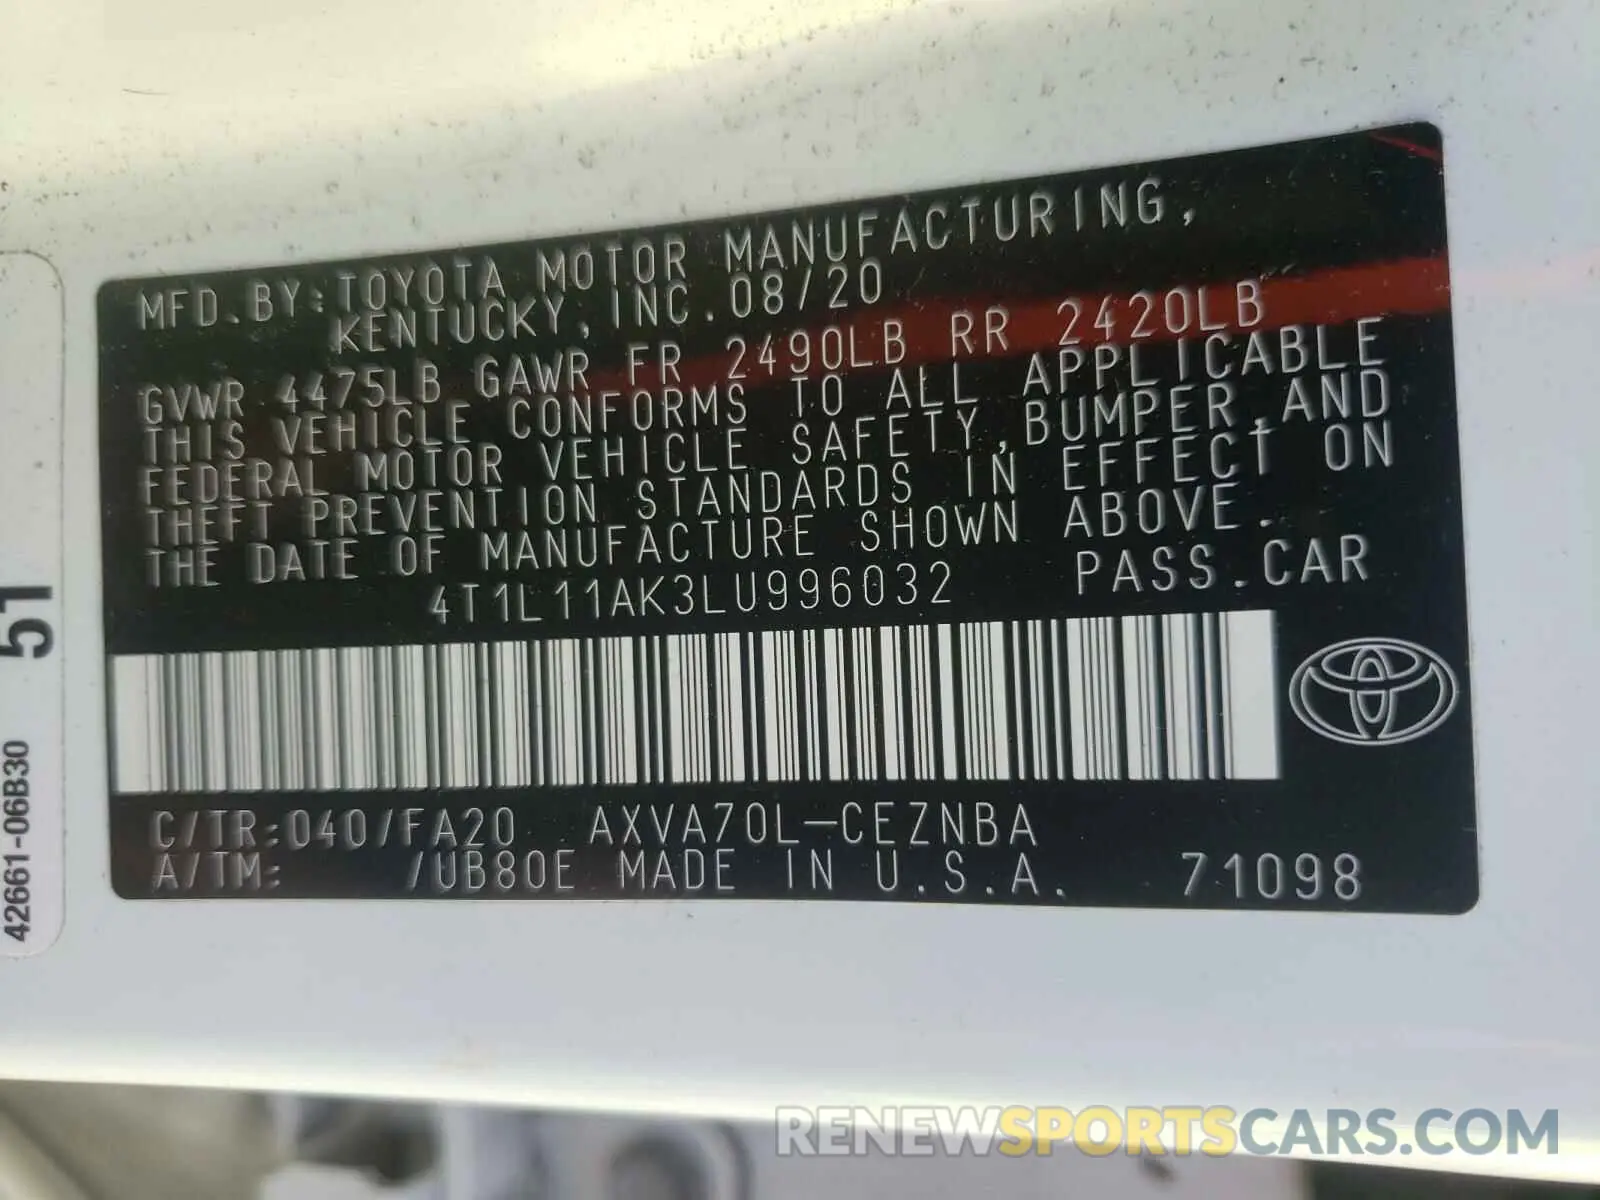 MFD.BY:TOYOTA MOTOR MANUFACTURING,
KENTUCKY, INC. 08/20
GVWR 4475LB GAWR FR 2490LB RR 2420LB
THIS VEHICLE CONFORMS TO ALL APPLICABLE
FEDERAL MOTOR VEHICLE SAFETY,BUMPER,AND
THEFT PREVENTION STANDARDS IN EFFECT ON
THE DATE OF MANUFACTURE SHOWN ABOVE.
4T1L11AK3LU996032 PASS.CAR
C/TR:040/FA20 AXVA70L-CEZNBA
A/TM: /UB80E MADE IN U.S.A. 71098
51
42661-06B30
RENEWSPORTSCARS.COM